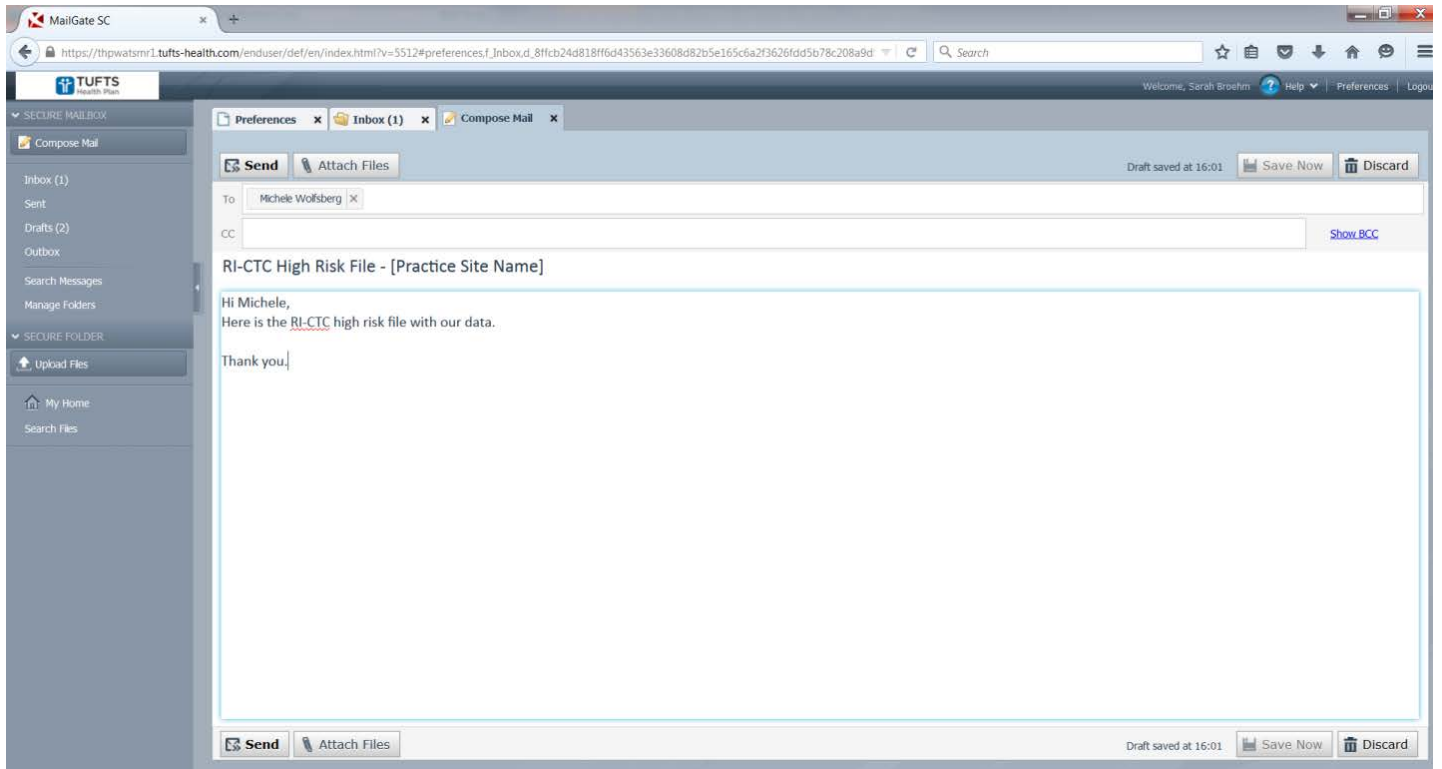 MailGate SC
https://thpwatsmr1.tufts-health.com/enduser/def/en/index.html?v=5512#preferences,f_Inbox,d_8ffcb24d818ff6d43563e33608d82b5e165c6a2f3626fdd5b78c208a9d
Search
TUFTS
Health Plan
Welcome, Sarah Broehm
Help
Preferences
Logou
SECURE MAILBOX
Preferences
Inbox (1)
Compose Mail
Compose Mail
Send
Attach Files
Draft saved at 16:01
Save Now
Discard
Inbox (1)
Sent
Drafts (2)
Outbox
Search Messages
Manage Folders
SECURE FOLDER
Upload Files
My Home
Search Files
To
Michele Wolfsberg
CC
Show BCC
RI-CTC High Risk File - [Practice Site Name]
Hi Michele,
Here is the RI-CTC high risk file with our data.
Thank you.
Send
Attach Files
Draft saved at 16:01
Save Now
Discard